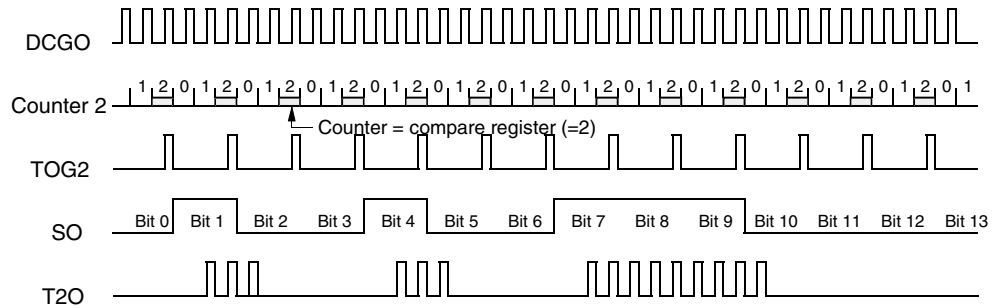 DCGO
1 2 0 1 2 0 1 2 0 1 2 0 1 2 0 1 2 0 1 2 0 1 2 0 1 2 0 1 2 0 1 2 0 1 2 0 1 2 0 1
Counter 2
Counter = compare register (=2)
TOG2
Bit 0 Bit 1 Bit 2 Bit 3 Bit 4 Bit 5 Bit 6 Bit 7 Bit 8 Bit 9 Bit 10 Bit 11 Bit 12 Bit 13
SO
T2O